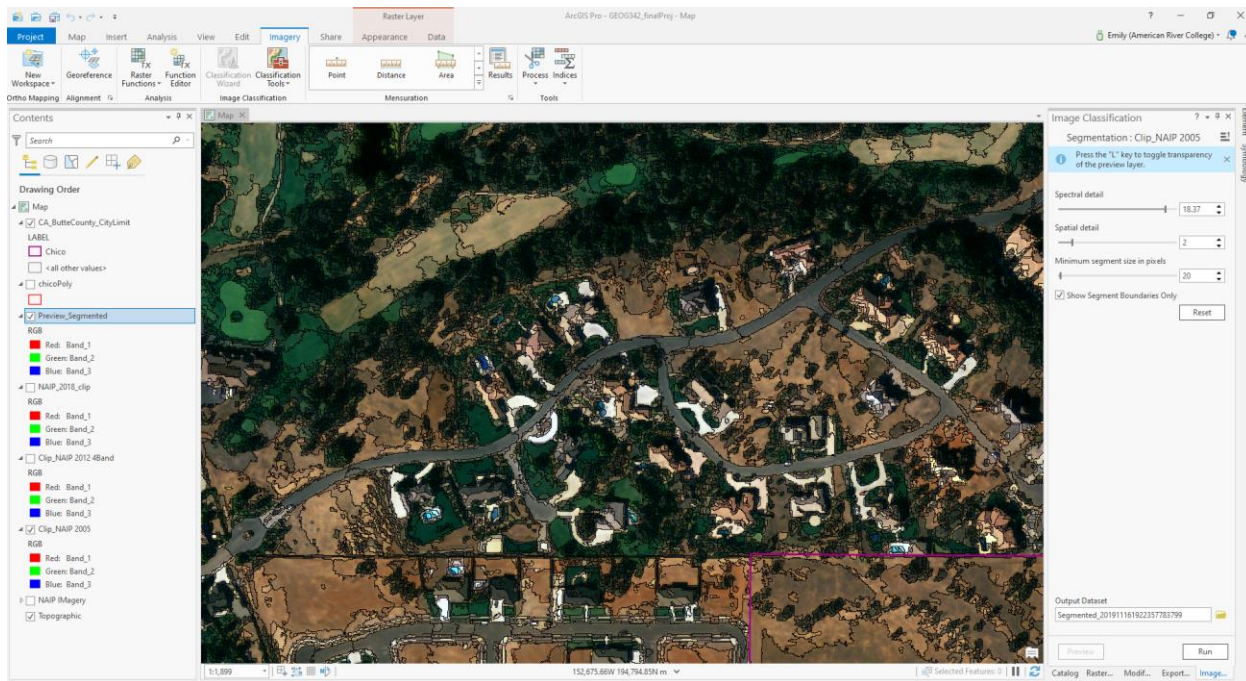 Raster Layer
ArcGIS Pro - GEOG342_finalProj - Map
?
Project Map Insert Analysis View Edit Imagery Share Appearance Data
Emily (American River College)
New Workspace
Georeference
Raster Functions
Function Editor
Classification Wizard
Classification Tools
Point
Distance
Area
Results
Process
Indices
Ortho Mapping
Alignment
Analysis
Image Classification
Mensuration
Tools
Contents
Search
Drawing Order
Map
CA_ButteCounty_CityLimit
LABEL
Chico
<all other values>
chicoPoly
Preview_Segmented
RGB
Red: Band_1
Green: Band_2
Blue: Band_3
NAIP_2018_clip
RGB
Red: Band_1
Green: Band_2
Blue: Band_3
Clip_NAIP 2012 4Band
RGB
Red: Band_1
Green: Band_2
Blue: Band_3
Clip_NAIP 2005
RGB
Red: Band_1
Green: Band_2
Blue: Band_3
NAIP IMagery
Topographic
Map
1:1,899
152,675.66W 194,794.85N m
Selected Features: 0
Image Classification
?
Segmentation : Clip_NAIP 2005
Press the "L" key to toggle transparency
of the preview layer.
Spectral detail
18.37
Spatial detail
2
Minimum segment size in pixels
20
Show Segment Boundaries Only
Reset
Output Dataset
Segmented_201911161922357783799
Preview
Run
Catalog Raster... Modif... Export... Image...
Symbology